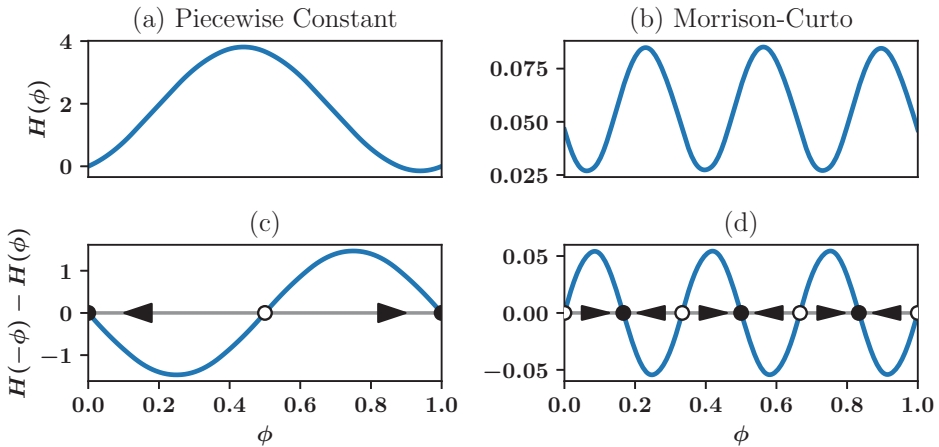 (a) Piecewise Constant
(b) Morrison-Curto
H(ϕ)
4
2
0
0.075
0.050
0.025
(c)
(d)
H(−ϕ) − H(ϕ)
1
0
−1
0.0 0.2 0.4 0.6 0.8 1.0
ϕ
0.05
0.00
−0.05
0.0 0.2 0.4 0.6 0.8 1.0
ϕ